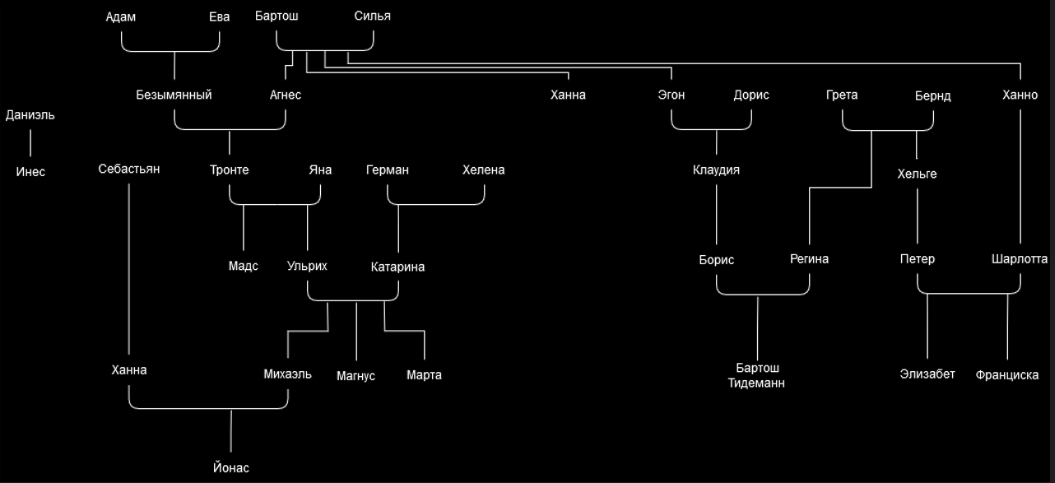 Адам
Ева
Бартош
Силья
Безымянный
Агнес
Ханна
Эгон
Дорис
Грета
Бернд
Ханно
Даниэль
Инес
Себастьян
Тронте
Яна
Герман
Хелена
Клаудия
Хельге
Мадс
Ульрих
Катарина
Борис
Регина
Петер
Шарлотта
Ханна
Михаэль
Магнус
Марта
Бартош
Тидеманн
Элизабет
Франциска
Йонас